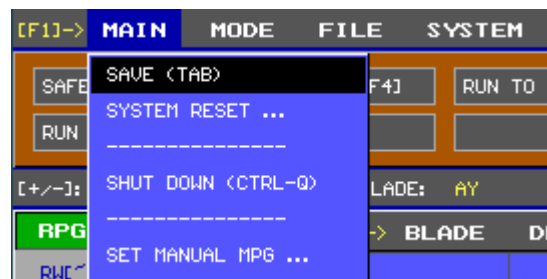 [F1]-> MAIN MODE FILE SYSTEM
SAVE (TAB)
SAFE F4] RUN TO
SYSTEM RESET ...
RUN
---------------
[+/-]: SHUT DOWN (CTRL-Q) LADE: AY
---------------
RPG -> BLADE D
SET MANUAL MPG ...